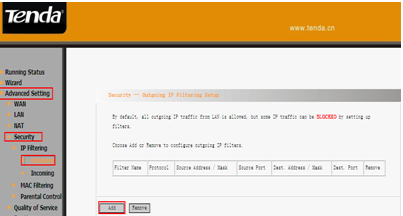 Tenda
www.tenda.cn
Running Status
Wizard
Advanced Setting
WAN
LAN
NAT
Security
IP Filtering
Incoming
MAC Filtering
Parental Control
Quality of Service
Security -- Outgoing IP Filtering Setup
By default, all outgoing IP traffic from LAN is allowed, but some IP traffic can be BLOCKED by setting up
filters.
Choose Add or Remove to configure outgoing IP filters.
Filter Name Protocol Source Address / Mask Source Port Dest. Address / Mask Dest. Port Remove
Add Remove